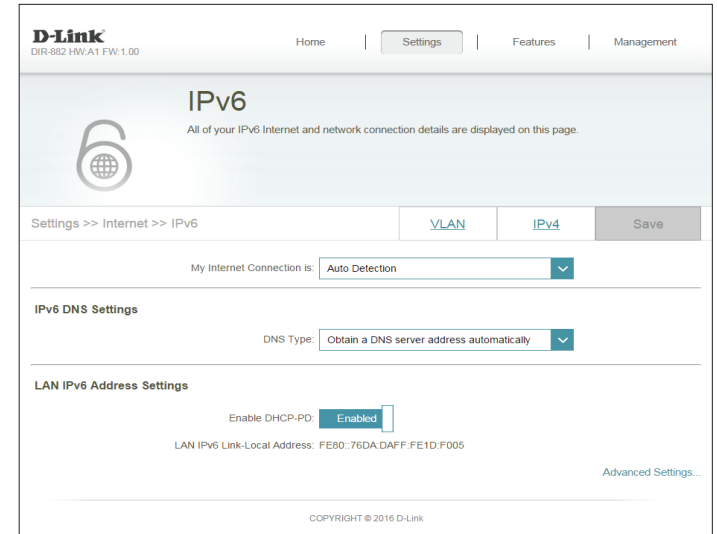 D-Link
DIR-882 HW:A1 FW:1.00
Home Settings Features Management
IPv6
All of your IPv6 Internet and network connection details are displayed on this page.
Settings >> Internet >> IPv6 VLAN IPv4 Save
My Internet Connection is: Auto Detection
IPv6 DNS Settings
DNS Type: Obtain a DNS server address automatically
LAN IPv6 Address Settings
Enable DHCP-PD: Enabled
LAN IPv6 Link-Local Address: FE80::76DA:DAFF:FE1D:F005
Advanced Settings...
COPYRIGHT © 2016 D-Link